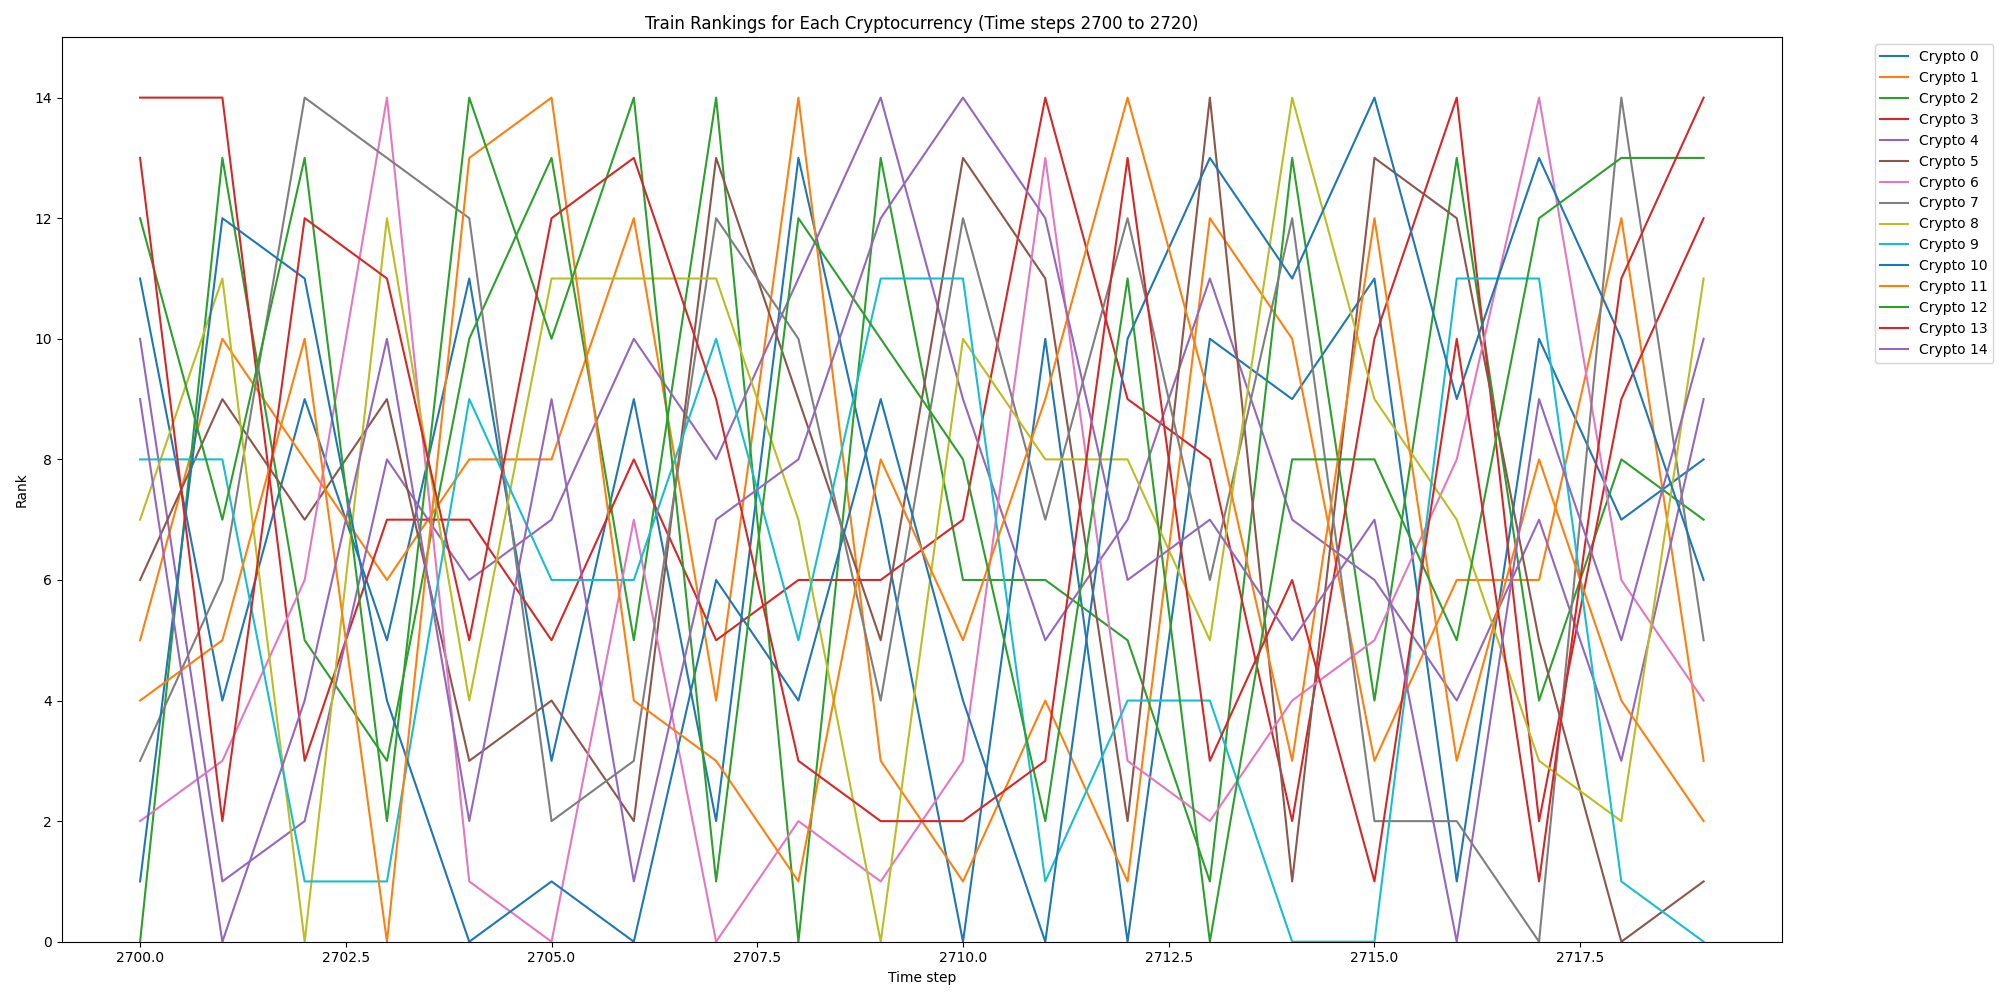 Train Rankings for Each Cryptocurrency (Time steps 2700 to 2720)
14
12
10
8
6
4
2
0
Rank
2700.0 2702.5 2705.0 2707.5 2710.0 2712.5 2715.0 2717.5
Time step
Crypto 0
Crypto 1
Crypto 2
Crypto 3
Crypto 4
Crypto 5
Crypto 6
Crypto 7
Crypto 8
Crypto 9
Crypto 10
Crypto 11
Crypto 12
Crypto 13
Crypto 14